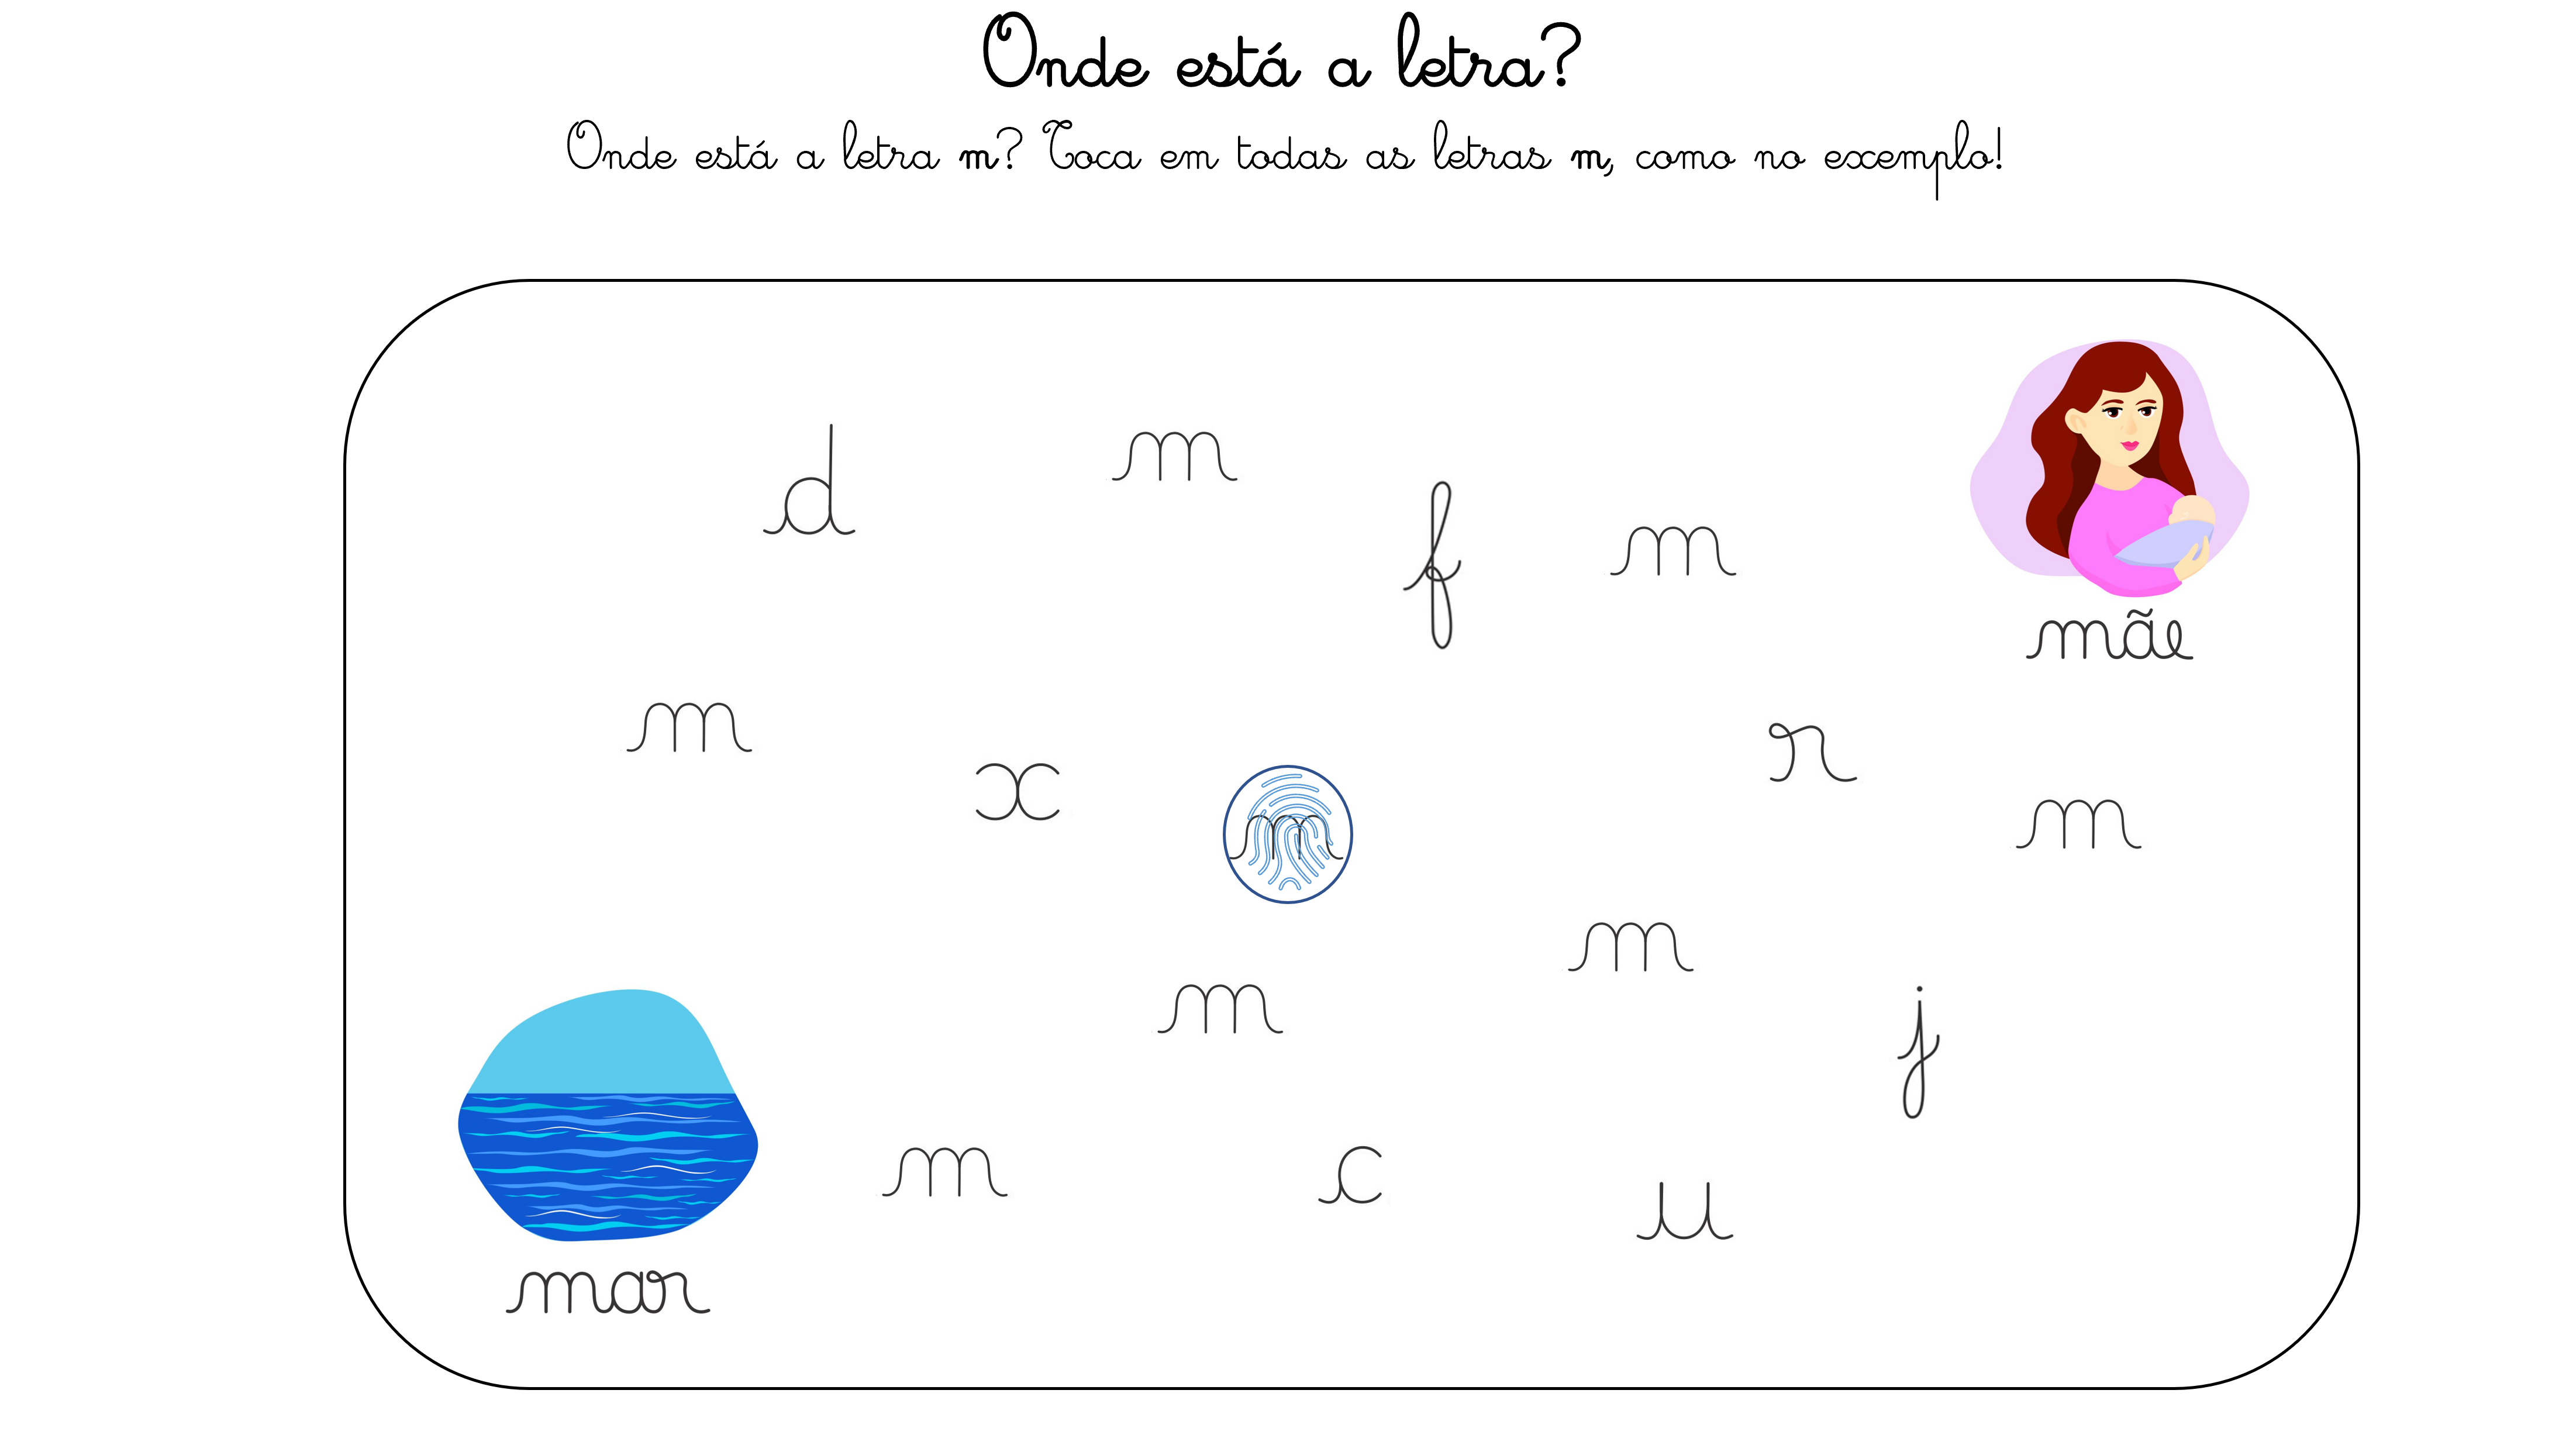 Onde está a letra?
Onde está a letra m? Toca em todas as letras m, como no exemplo!
d
m
f
m
mãe
m
x
m
r
m
m
m
j
m
c
u
mar